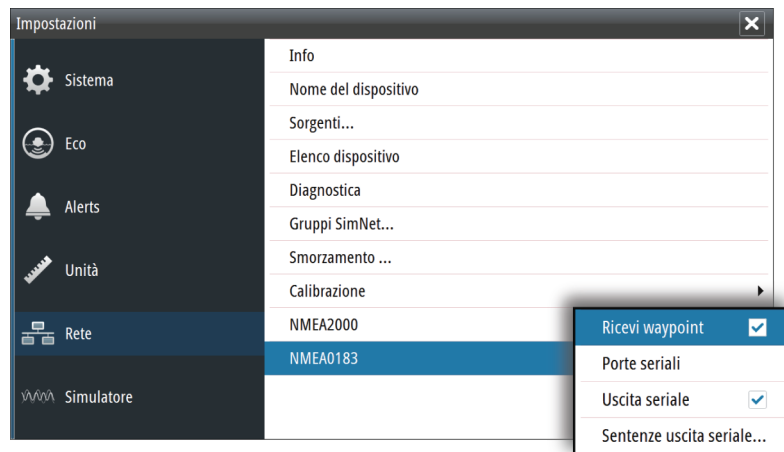 Impostazioni
Sistema
Eco
Alerts
Unità
Rete
Simulatore
Info
Nome del dispositivo
Sorgenti...
Elenco dispositivo
Diagnostica
Gruppi SimNet...
Smorzamento ...
Calibrazione
NMEA2000
NMEA0183
Ricevi waypoint
Porte seriali
Uscita seriale
Sentenze uscita seriale...